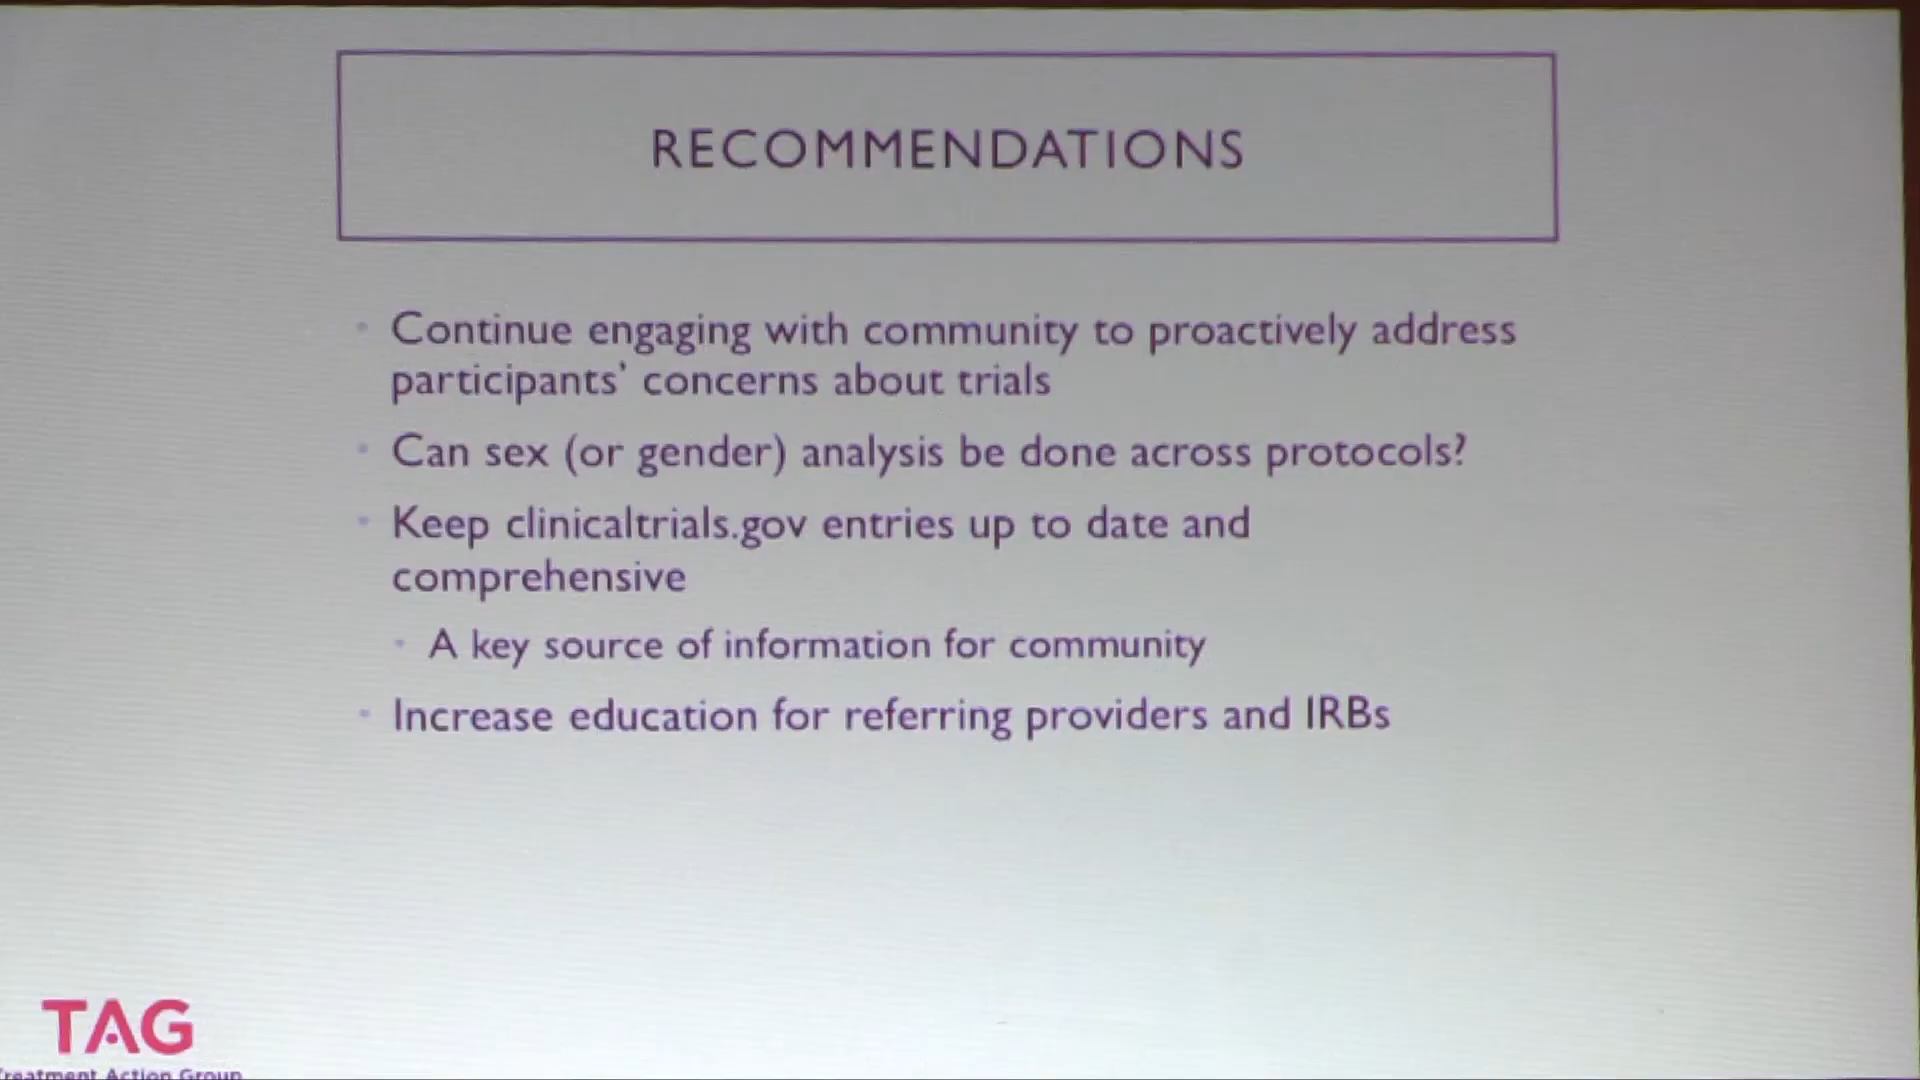 RECOMMENDATIONS
Continue engaging with community to proactively address
participants' concerns about trials
Can sex (or gender) analysis be done across protocols?
Keep clinicaltrials.gov entries up to date and
comprehensive
A key source of information for community
Increase education for referring providers and IRBs
TAG
Treatment Action Group